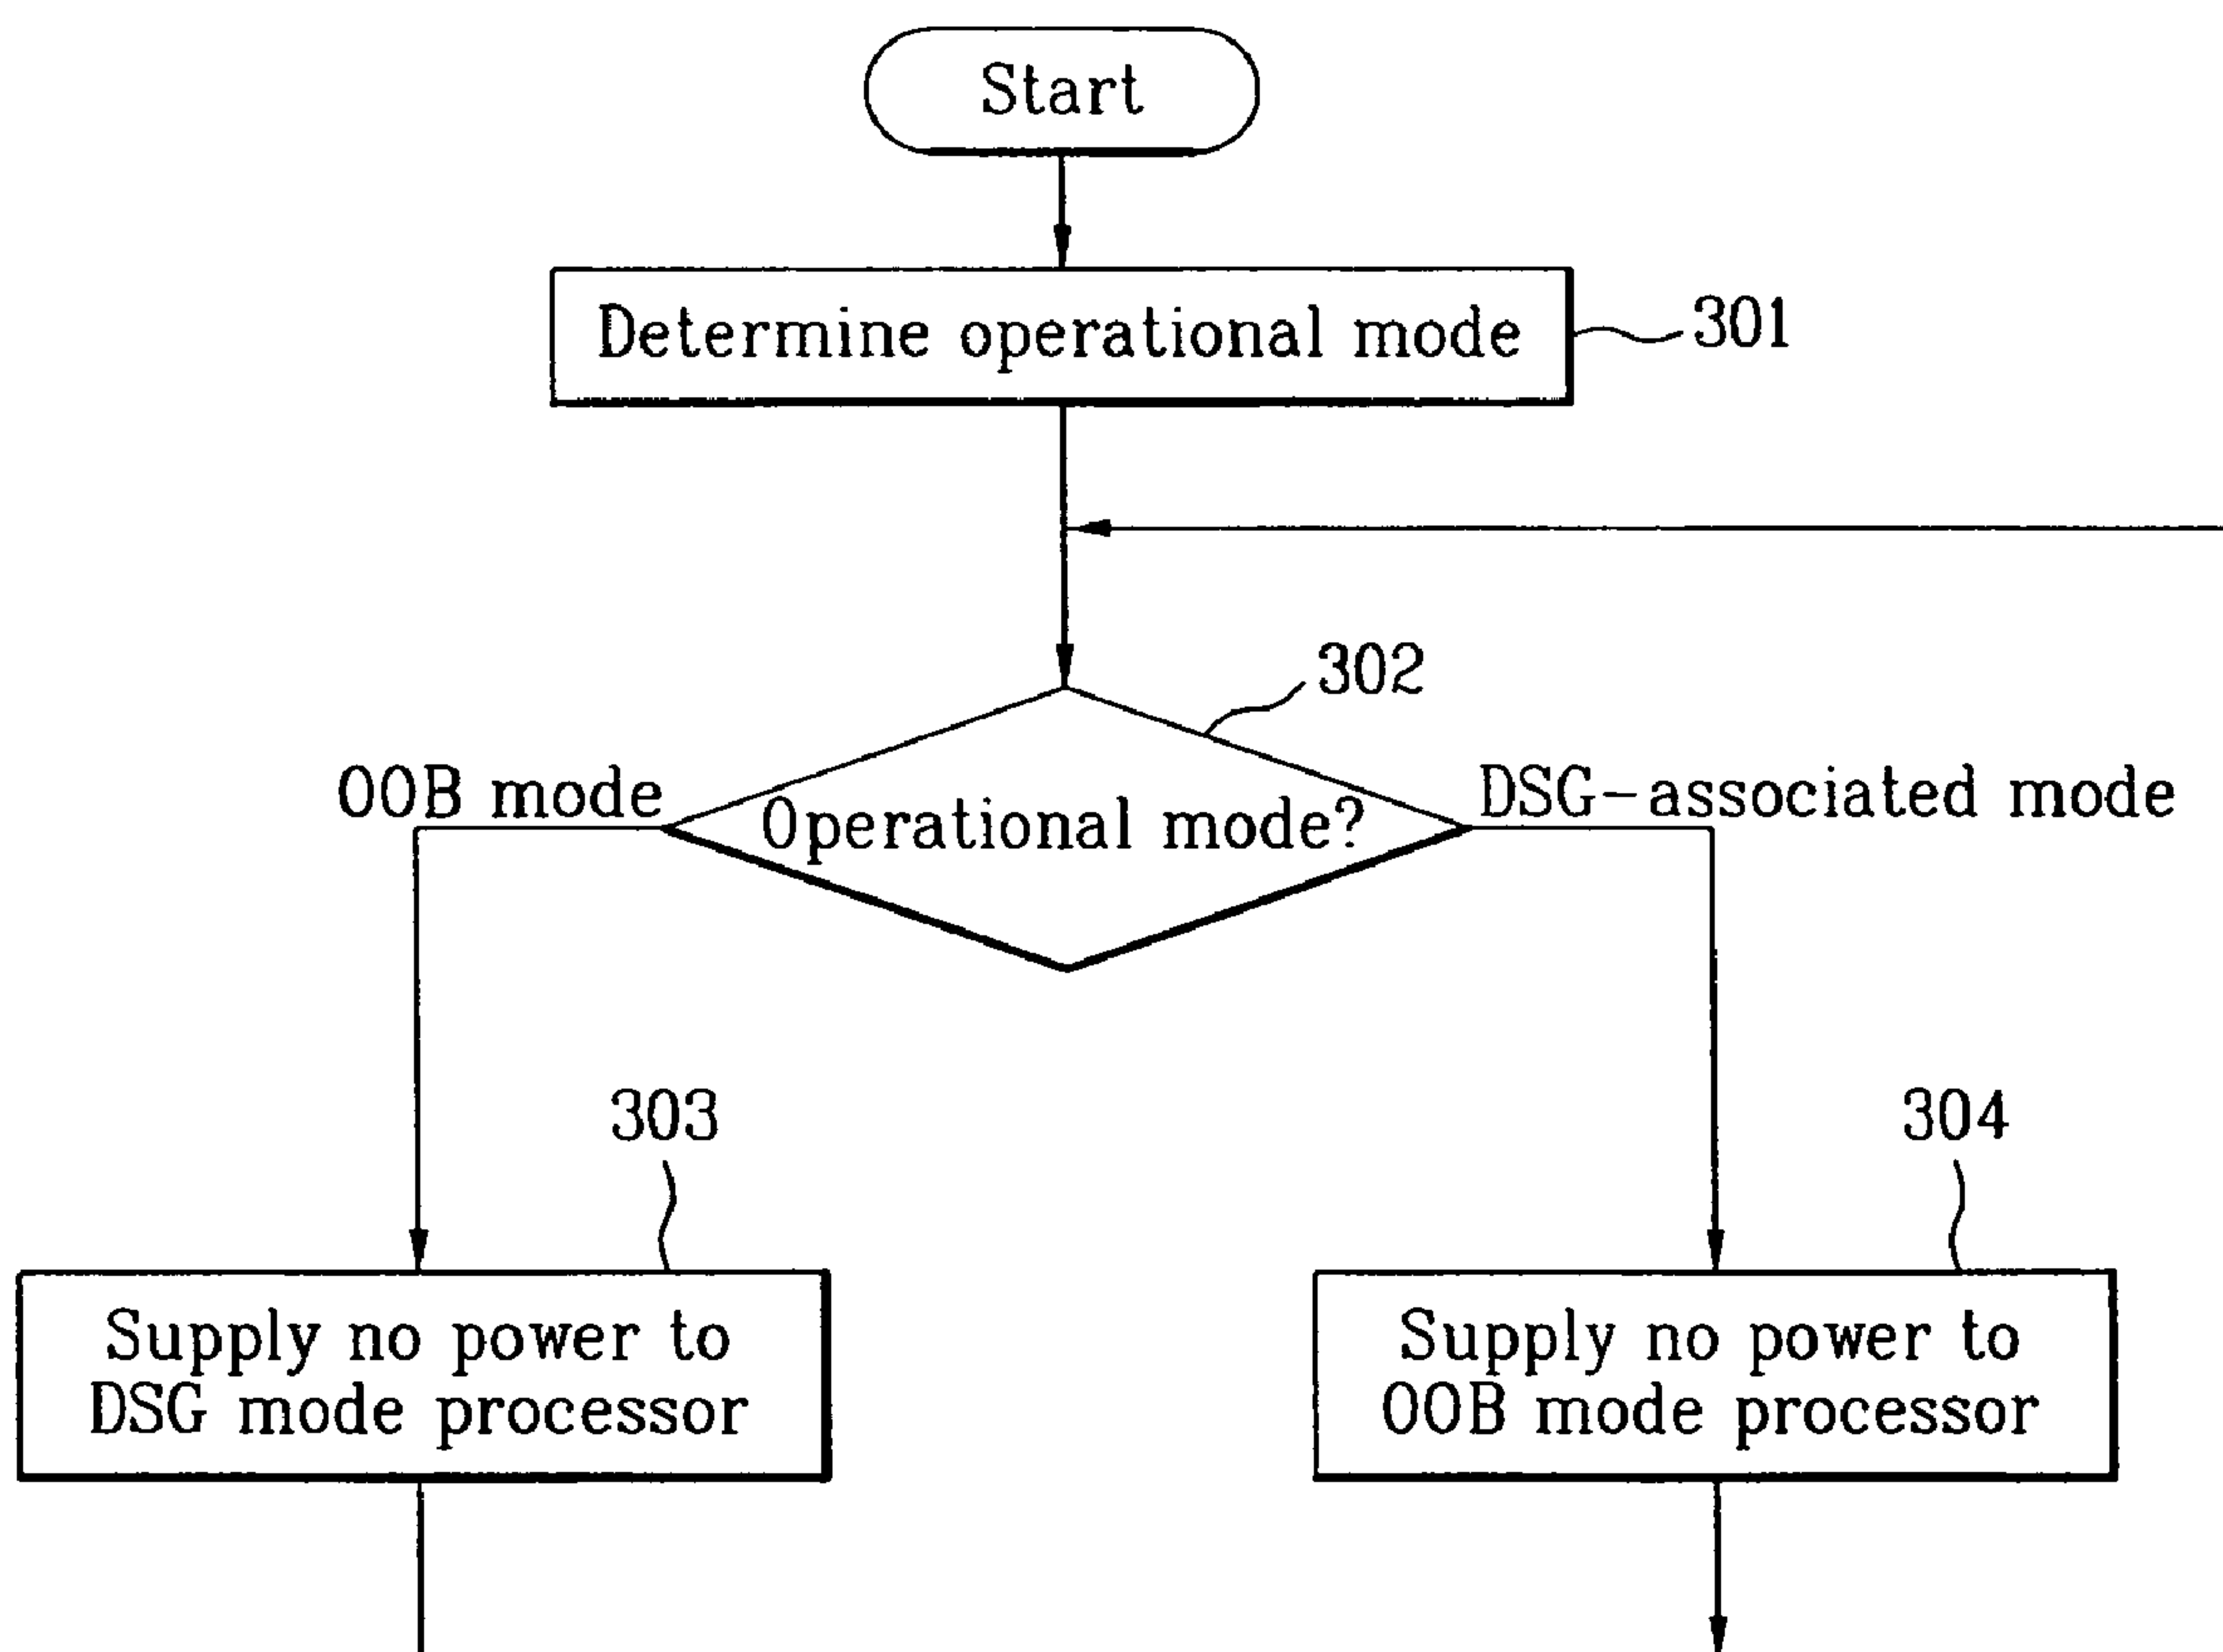 Start
Determine operational mode
301
302
OOB mode
Operational mode?
DSG-associated mode
303
304
Supply no power to
DSG mode processor
Supply no power to
OOB mode processor